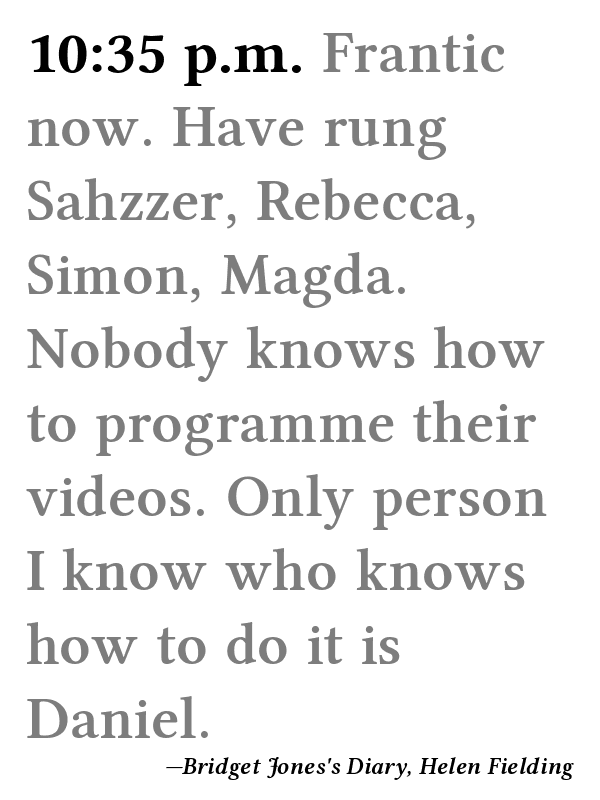 10:35 p.m. Frantic
now. Have rung
Sahzzer, Rebecca,
Simon, Magda.
Nobody knows how
to programme their
videos. Only person
I know who knows
how to do it is
Daniel.
—Bridget Jones's Diary, Helen Fielding